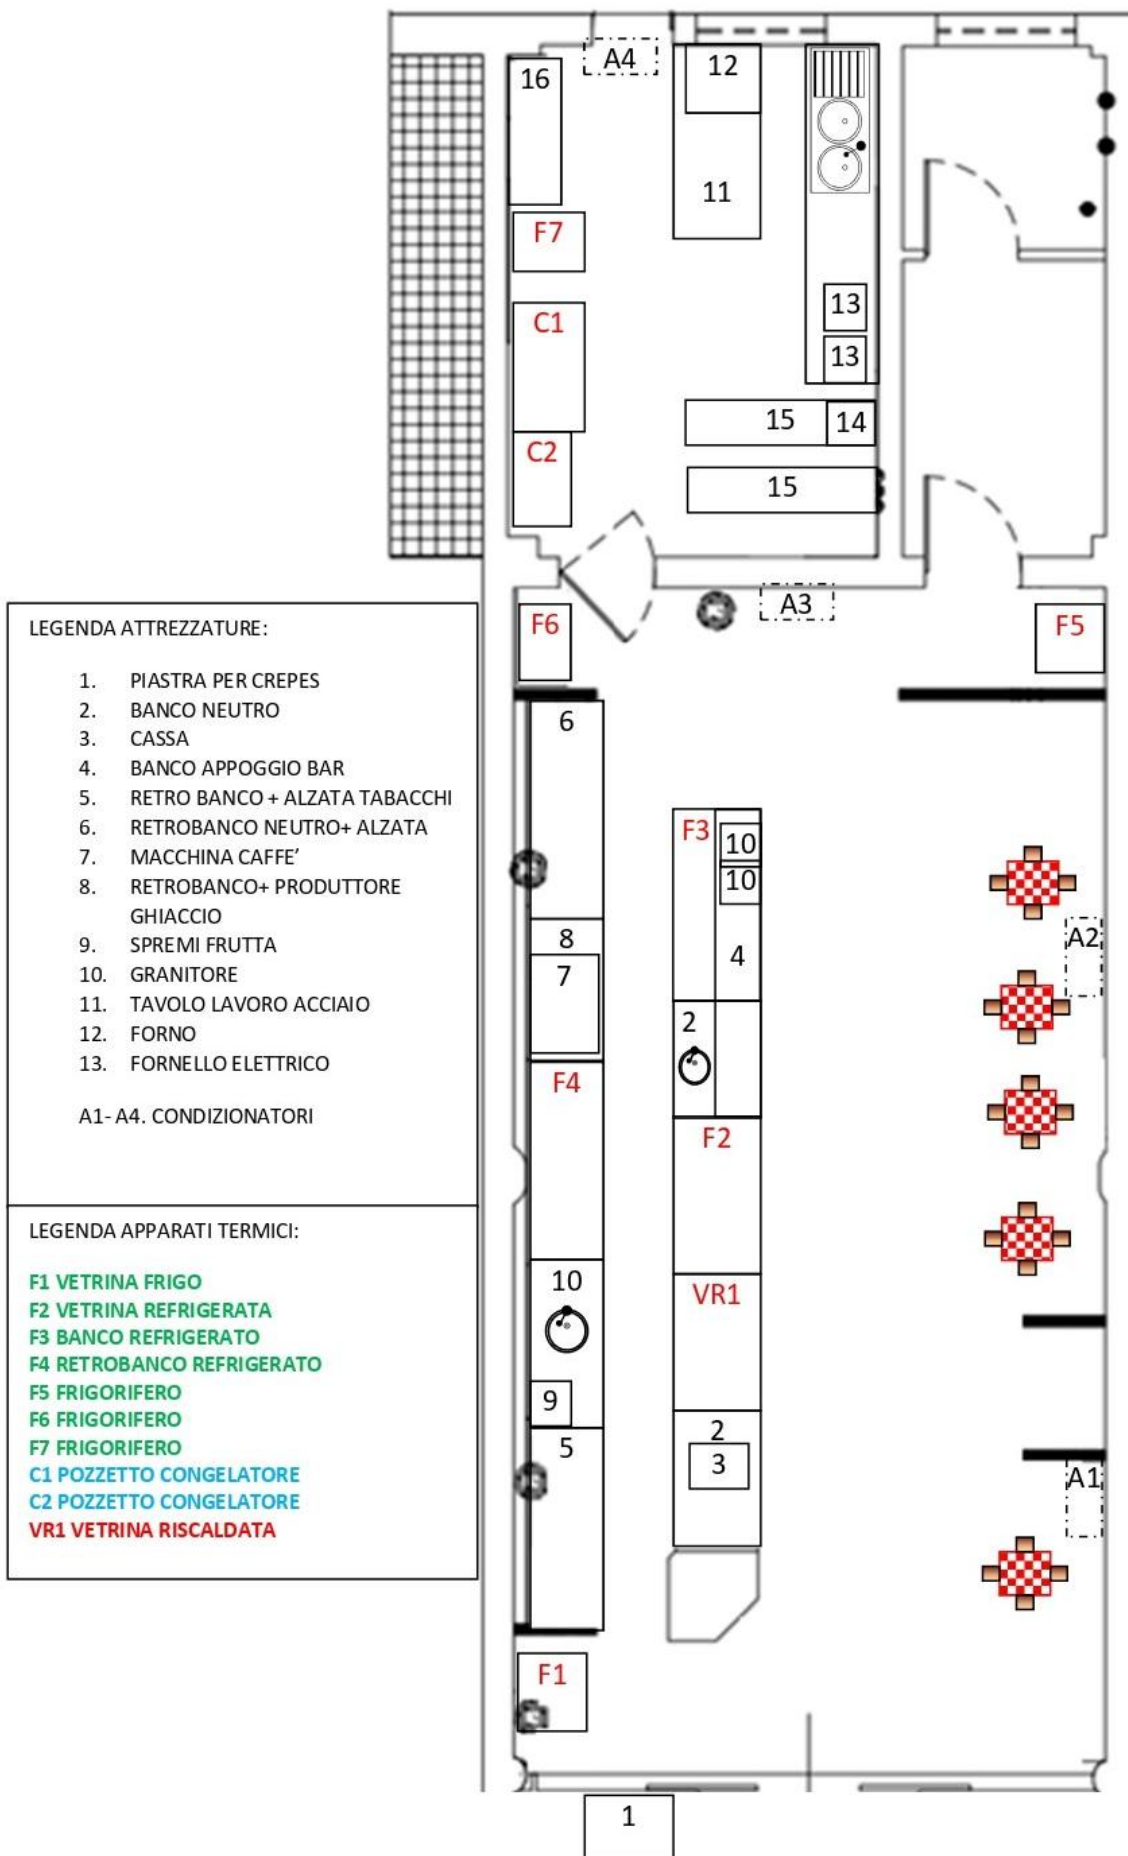 A4
12
16
11
F7
C1
13
13
C2
15
14
15
A3
F6
F5
LEGENDA ATTREZZATURE:
1. PIASTRA PER CREPES
2. BANCO NEUTRO
3. CASSA
4. BANCO APPOGGIO BAR
5. RETRO BANCO + ALZATA TABACCHI
6. RETROBANCO NEUTRO+ ALZATA
7. MACCHINA CAFFE’
8. RETROBANCO+ PRODUTTORE
GHIACCIO
9. SPREMI FRUTTA
10. GRANITORE
11. TAVOLO LAVORO ACCIAIO
12. FORNO
13. FORNELLO ELETTRICO
A1- A4. CONDIZIONATORI
LEGENDA APPARATI TERMICI:
F1 VETRINA FRIGO
F2 VETRINA REFRIGERATA
F3 BANCO REFRIGERATO
F4 RETROBANCO REFRIGERATO
F5 FRIGORIFERO
F6 FRIGORIFERO
F7 FRIGORIFERO
C1 POZZETTO CONGELATORE
C2 POZZETTO CONGELATORE
VR1 VETRINA RISCALDATA
6
F3
10
10
8
7
4
A2
2
F4
F2
10
VR1
9
5
2
3
A1
F1
1